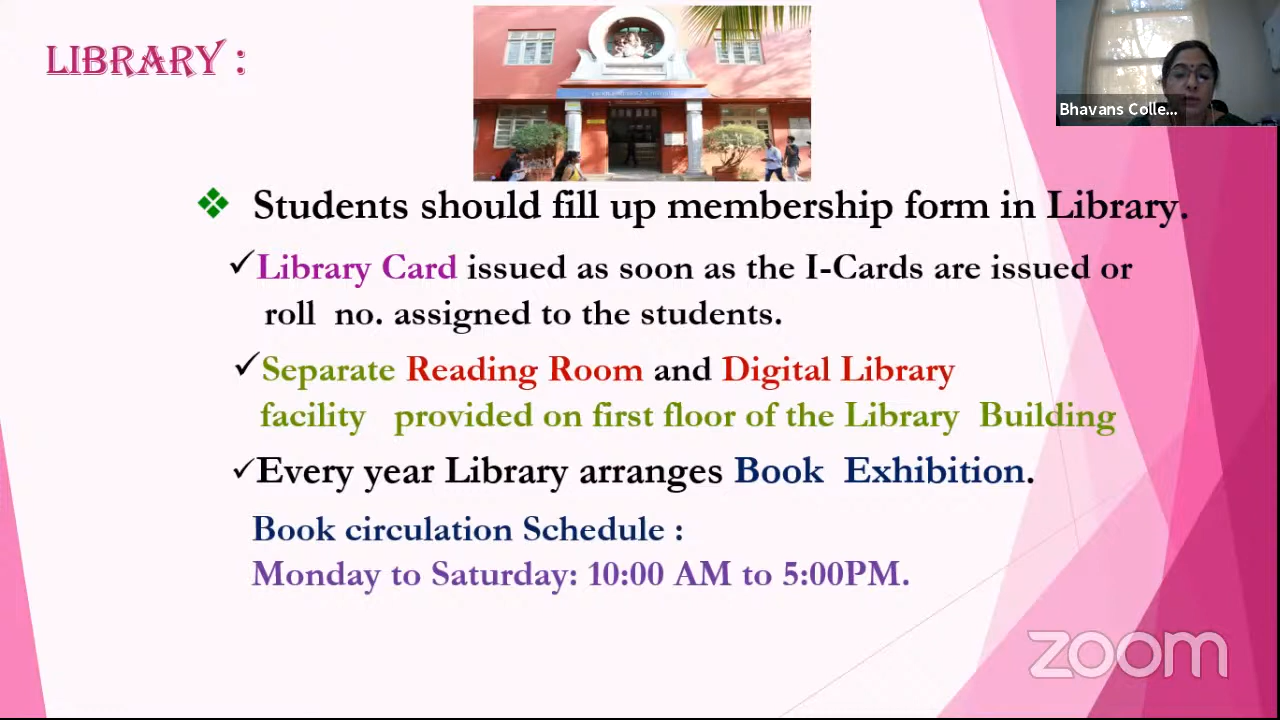 LIBRARY :
Bhavans Colle...
❖ Students should fill up membership form in Library.
✓Library Card issued as soon as the I-Cards are issued or
roll no. assigned to the students.
✓Separate Reading Room and Digital Library
facility provided on first floor of the Library Building
✓Every year Library arranges Book Exhibition.
Book circulation Schedule :
Monday to Saturday: 10:00 AM to 5:00PM.
zoom